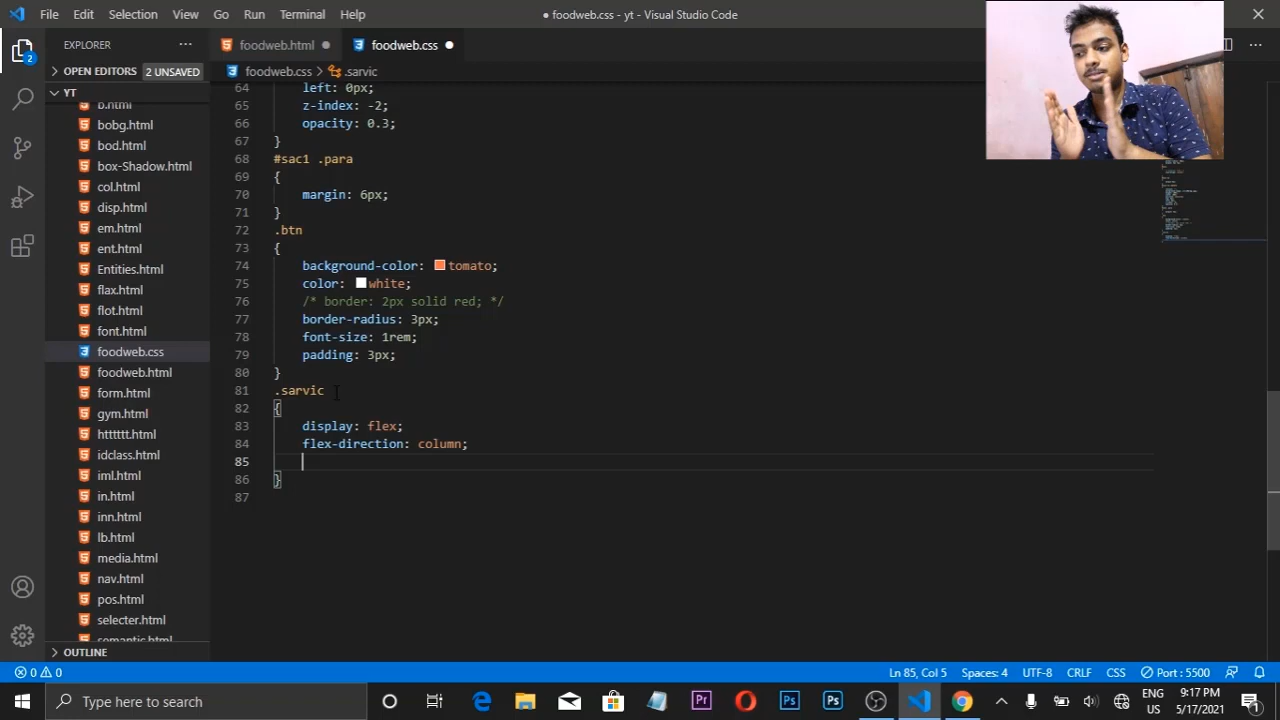 File Edit Selection View Go Run Terminal Help
● foodweb.css - yt - Visual Studio Code
EXPLORER
OPEN EDITORS 2 UNSAVED
YT
b.html
bobg.html
bod.html
box-Shadow.html
col.html
disp.html
em.html
ent.html
Entities.html
flax.html
flot.html
font.html
foodweb.css
foodweb.html
form.html
gym.html
htttttt.html
idclass.html
iml.html
in.html
inn.html
lb.html
media.html
nav.html
pos.html
selecter.html
semantic.html
OUTLINE
foodweb.html foodweb.css
foodweb.css > .sarvic
64 left: 0px;
65 z-index: -2;
66 opacity: 0.3;
67 }
68 #sac1 .para
69 {
70 margin: 6px;
71 }
72 .btn
73 {
74 background-color: tomato;
75 color: white;
76 /* border: 2px solid red; */
77 border-radius: 3px;
78 font-size: 1rem;
79 padding: 3px;
80 }
81 .sarvic
82 {
83 display: flex;
84 flex-direction: column;
85
86 }
87
0 0 Ln 85, Col 5 Spaces: 4 UTF-8 CRLF CSS Port : 5500
Type here to search
ENG 9:17 PM
US 5/17/2021